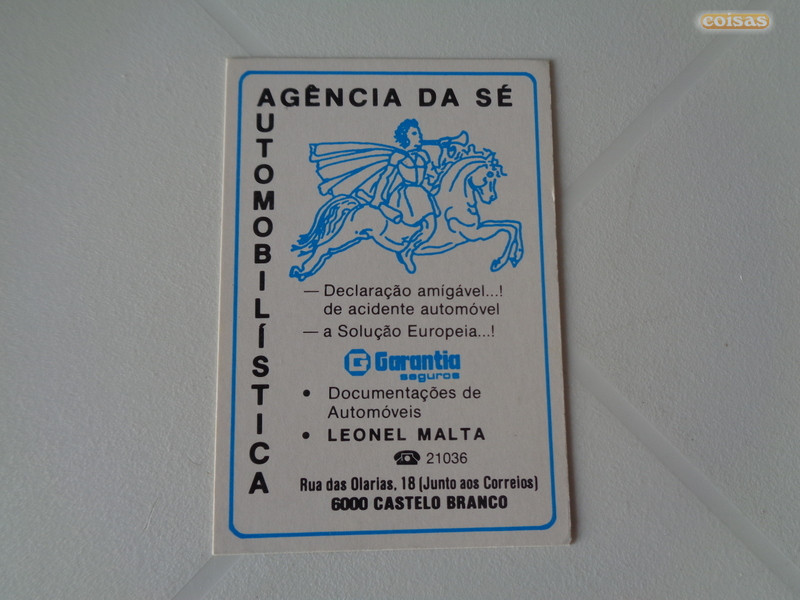 coisas
AGÊNCIA DA SÉ
AUTOMOBILÍSTICA
— Declaração amigável...!
de acidente automóvel
— a Solução Europeia...!
G Garantia
seguros
• Documentações de
Automóveis
• LEONEL MALTA
☎ 21036
Rua das Olarias, 18 (Junto aos Correios)
6000 CASTELO BRANCO